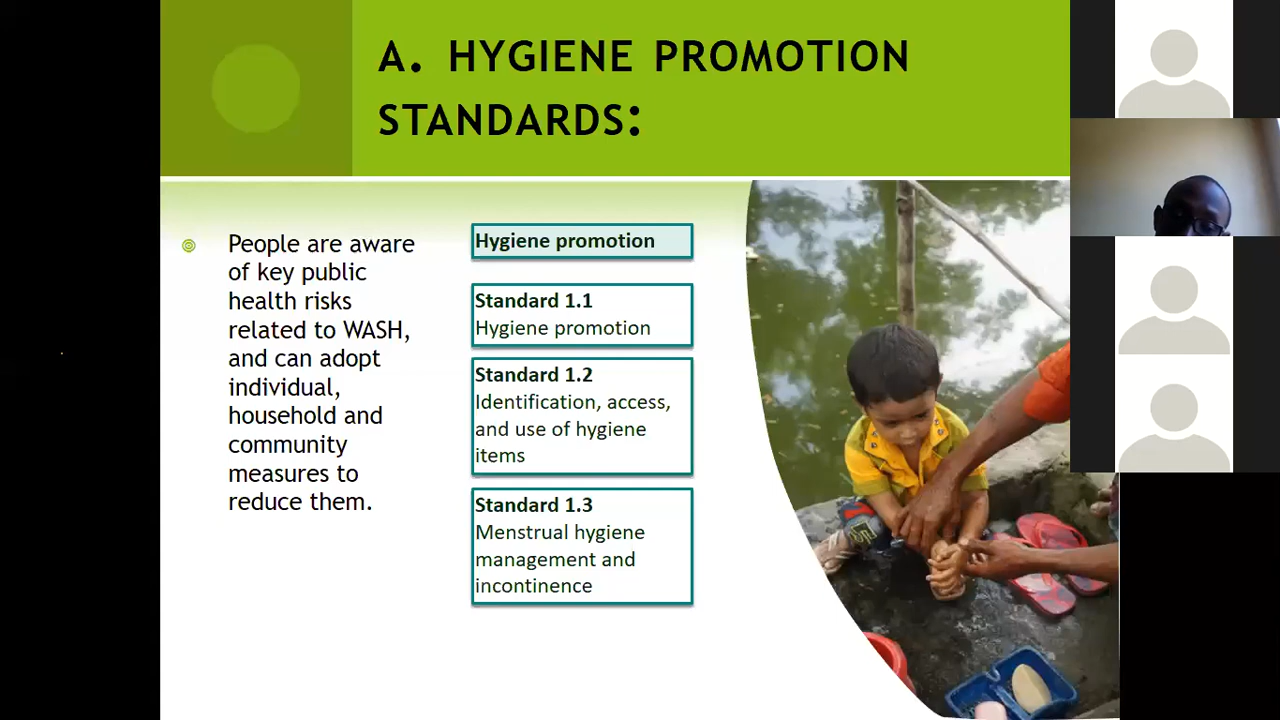 A. HYGIENE PROMOTION
STANDARDS:
People are aware
of key public
health risks
related to WASH,
and can adopt
individual,
household and
community
measures to
reduce them.
Hygiene promotion
Standard 1.1
Hygiene promotion
Standard 1.2
Identification, access,
and use of hygiene
items
Standard 1.3
Menstrual hygiene
management and
incontinence